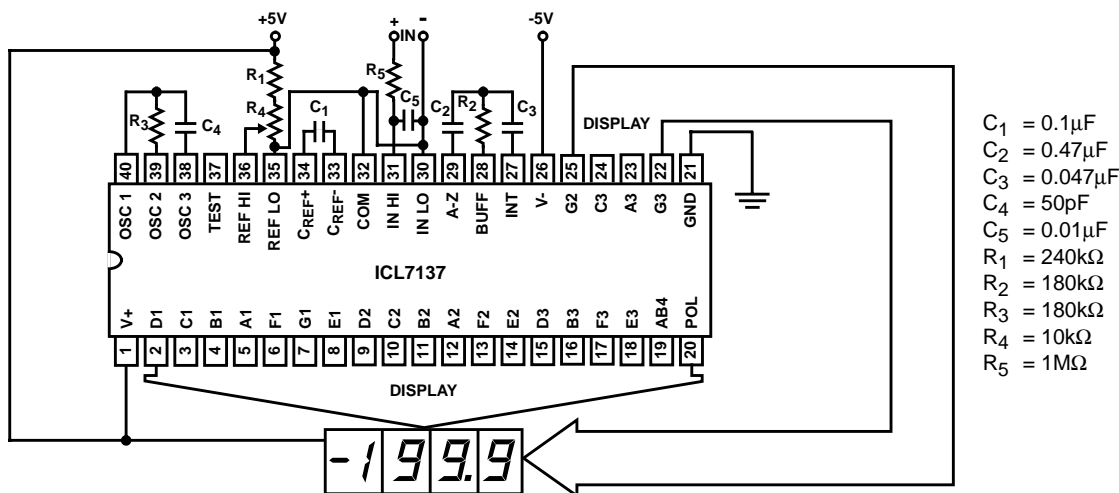 +5V
+ -
IN
-5V
R1
R5
R4
C1
C5
C2
R2
C3
R3
C4
DISPLAY
40 39 38 37 36 35 34 33 32 31 30 29 28 27 26 25 24 23 22 21
OSC 1
OSC 2
OSC 3
TEST
REF HI
REF LO
CREF+
CREF-
COM
IN HI
IN LO
A-Z
BUFF
INT
V-
G2
C3
A3
G3
GND
ICL7137
V+
D1
C1
B1
A1
F1
G1
E1
D2
C2
B2
A2
F2
E2
D3
B3
F3
E3
AB4
POL
1 2 3 4 5 6 7 8 9 10 11 12 13 14 15 16 17 18 19 20
DISPLAY
-199.9
C1 = 0.1μF
C2 = 0.47μF
C3 = 0.047μF
C4 = 50pF
C5 = 0.01μF
R1 = 240kΩ
R2 = 180kΩ
R3 = 180kΩ
R4 = 10kΩ
R5 = 1MΩ